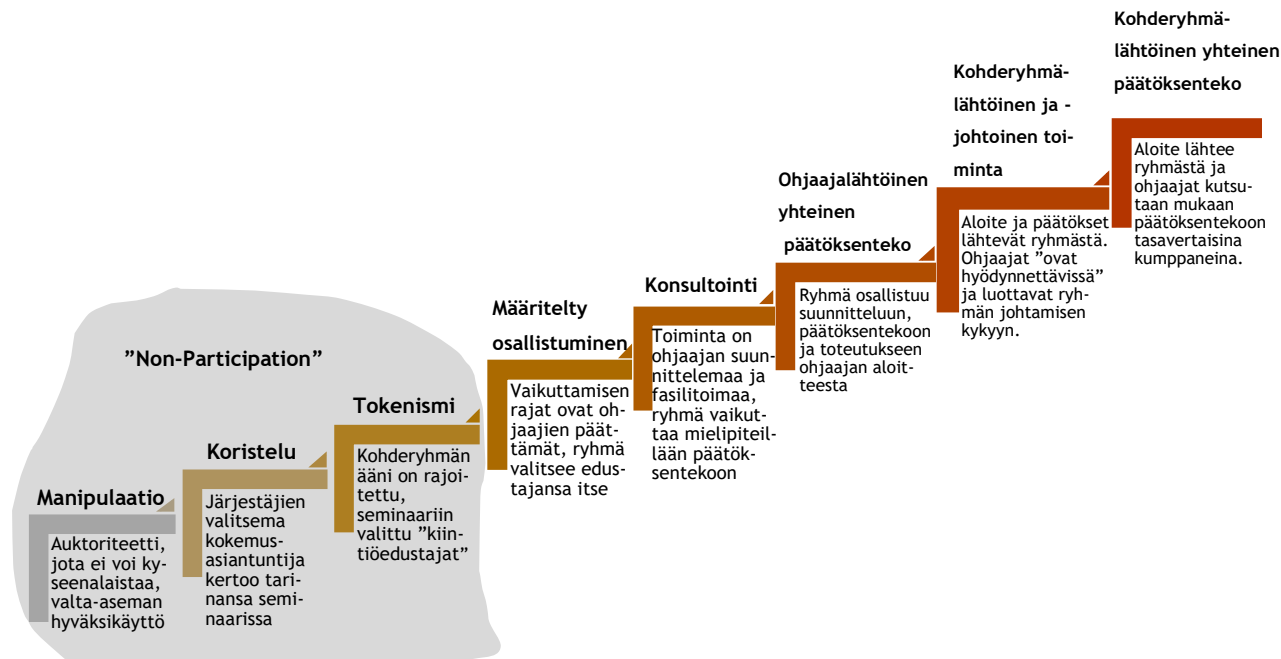 "Non-Participation"
Manipulaatio
Auktoriteetti,
jota ei voi ky-
seenalaistaa,
valta-aseman
hyväksikäyttö
Koristelu
Järjestäjien
valitsema
kokemus-
asiantuntija
kertoo tari-
nansa semi-
naarissa
Tokenismi
Kohderyhmän
ääni on rajoi-
tettu,
seminaariin
valittu ”kiin-
tiöedustajat”
Määritelty
osallistuminen
Vaikuttamisen
rajat ovat oh-
jaajien päät-
tämät, ryhmä
valitsee edus-
tajansa itse
Konsultointi
Toiminta on
ohjaajan suun-
nittelemaa ja
fasilitoimaa,
ryhmä vaikut-
taa mielipiteil-
lään päätök-
sentekoon
Ohjaajalähtöinen
yhteinen
päätöksenteko
Ryhmä osallistuu
suunnitteluun,
päätöksentekoon
ja toteutukseen
ohjaajan aloit-
teesta
Kohderyhmä-
lähtöinen ja -
johtoinen toi-
minta
Aloite ja päätökset
lähtevät ryhmästä.
Ohjaajat ”ovat
hyödynnettävissä”
ja luottavat ryh-
män johtamisen
kykyyn.
Kohderyhmä-
lähtöinen yhteinen
päätöksenteko
Aloite lähtee
ryhmästä ja
ohjaajat kutsu-
taan mukaan
päätöksentekoon
tasavertaisina
kumppaneina.